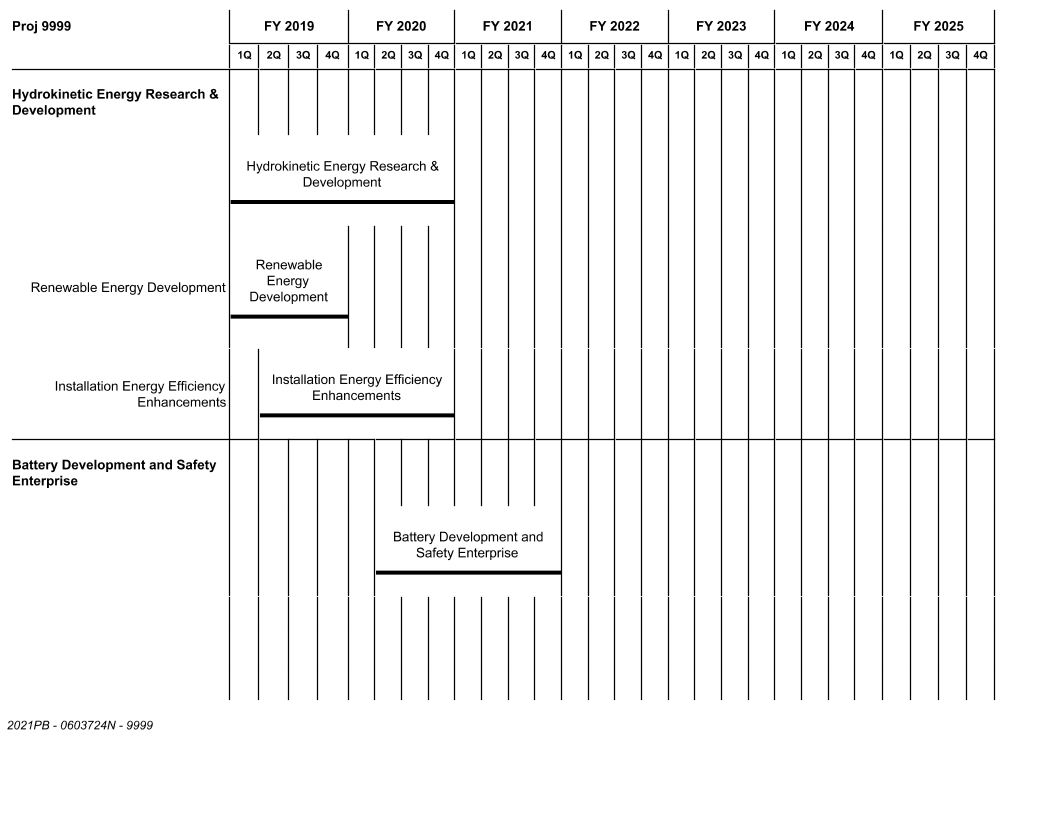 Proj 9999 FY 2019 FY 2020 FY 2021 FY 2022 FY 2023 FY 2024 FY 2025
1Q 2Q 3Q 4Q 1Q 2Q 3Q 4Q 1Q 2Q 3Q 4Q 1Q 2Q 3Q 4Q 1Q 2Q 3Q 4Q 1Q 2Q 3Q 4Q 1Q 2Q 3Q 4Q
Hydrokinetic Energy Research &
Development
Hydrokinetic Energy Research &
Development
Renewable Energy Development
Renewable
Energy
Development
Installation Energy Efficiency
Enhancements
Installation Energy Efficiency
Enhancements
Battery Development and Safety
Enterprise
Battery Development and
Safety Enterprise
2021PB - 0603724N - 9999